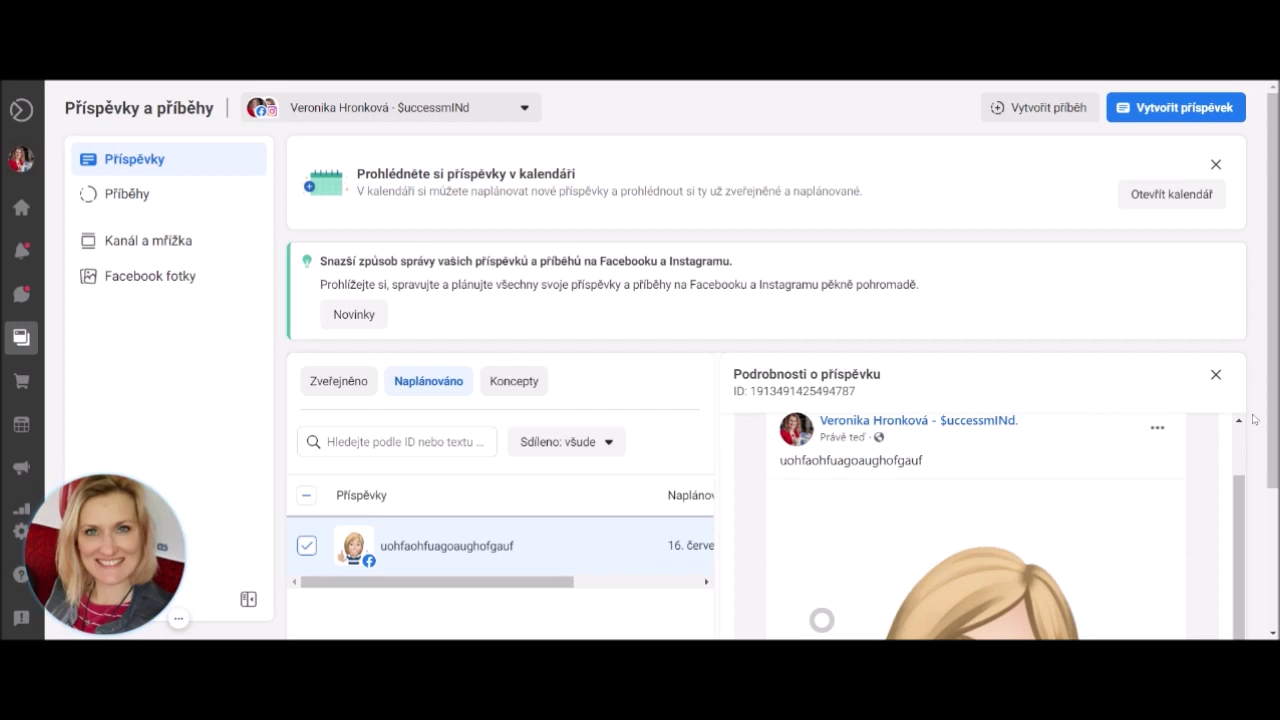 Příspěvky a příběhy
Veronika Hronková - $uccessmINd
Vytvořit příběh
Vytvořit příspěvek
Příspěvky
Příběhy
Kanál a mřížka
Facebook fotky
Prohlédněte si příspěvky v kalendáři
V kalendáři si můžete naplánovat nové příspěvky a prohlédnout si ty už zveřejněné a naplánované.
Otevřít kalendář
Snazší způsob správy vašich příspěvků a příběhů na Facebooku a Instagramu.
Prohlížejte si, spravujte a plánujte všechny svoje příspěvky a příběhy na Facebooku a Instagramu pěkně pohromadě.
Novinky
Zveřejněno
Naplánováno
Koncepty
Hledejte podle ID nebo textu ...
Sdíleno: všude
Příspěvky
Naplánov
uohfaohfuagoaughofgauf
16. červe
Podrobnosti o příspěvku
ID: 1913491425494787
Veronika Hronková - $uccessmINd.
Právě teď ·
uohfaohfuagoaughofgauf